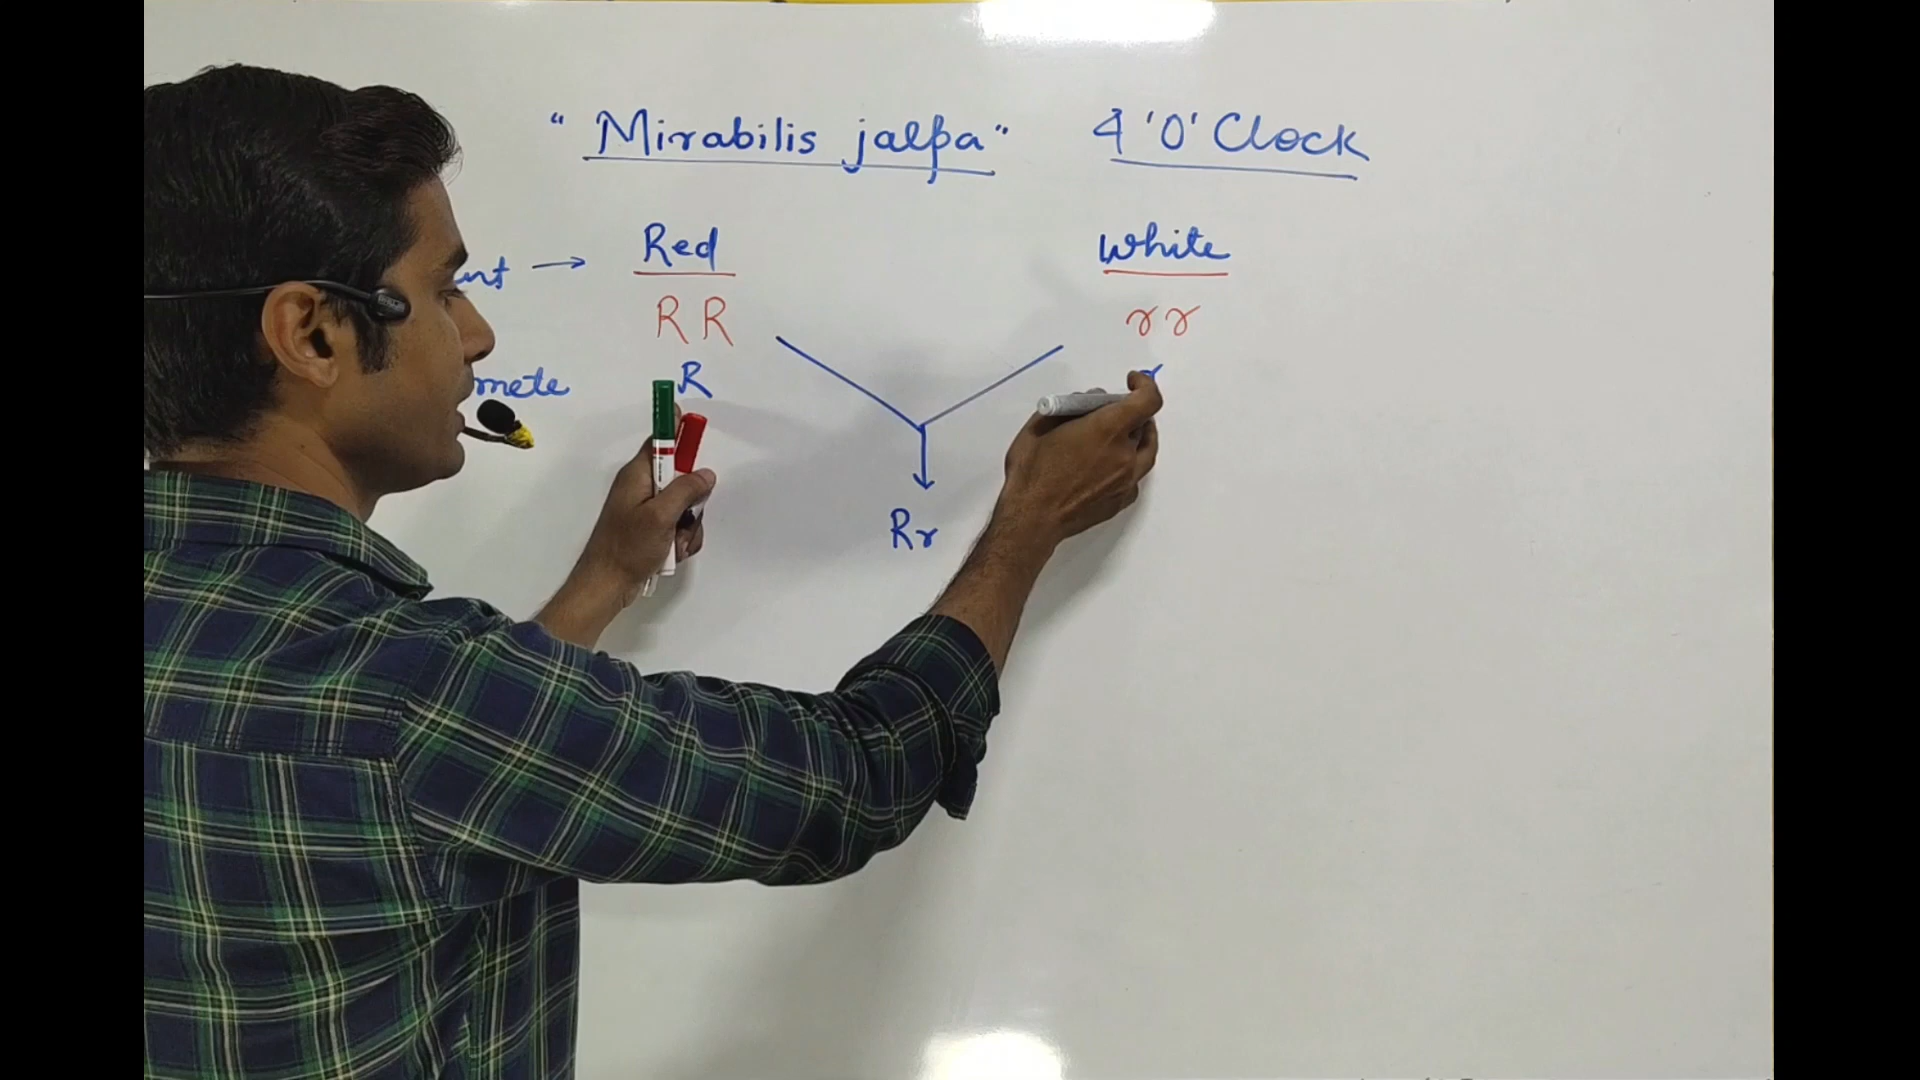 "Mirabilis jalpa" 4 'O' Clock
→ Red White
RR rr
R r
Rr